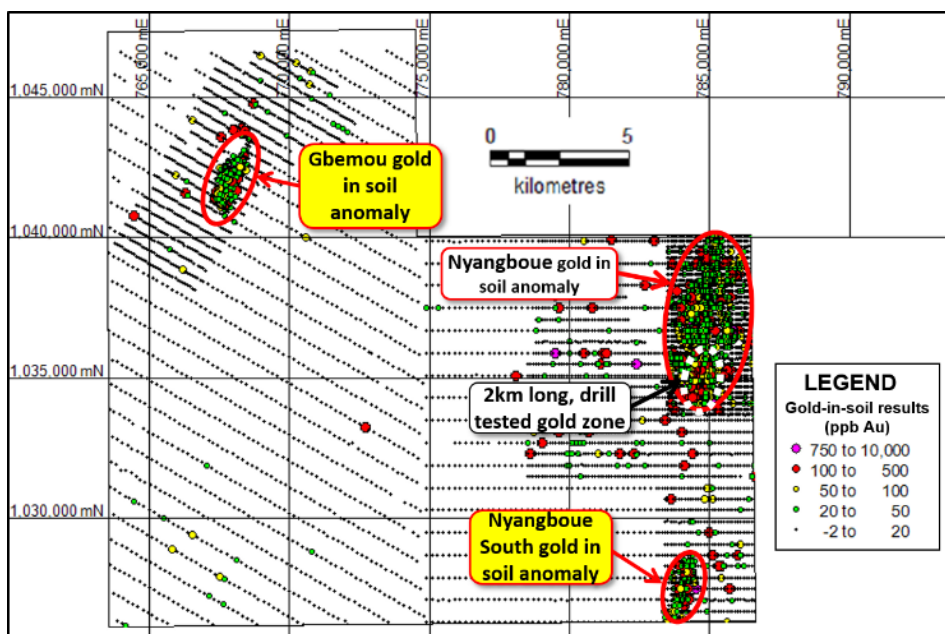 765,000 mE
770,000 mE
775,000 mE
780,000 mE
785,000 mE
790,000 mE
1,045,000 mN
1,040,000 mN
1,035,000 mN
1,030,000 mN
0 5
kilometres
Gbemou gold
in soil
anomaly
Nyangboue gold in
soil anomaly
2km long, drill
tested gold zone
Nyangboue
South gold in
soil anomaly
LEGEND
Gold-in-soil results
(ppb Au)
750 to 10,000
100 to 500
50 to 100
20 to 50
-2 to 20